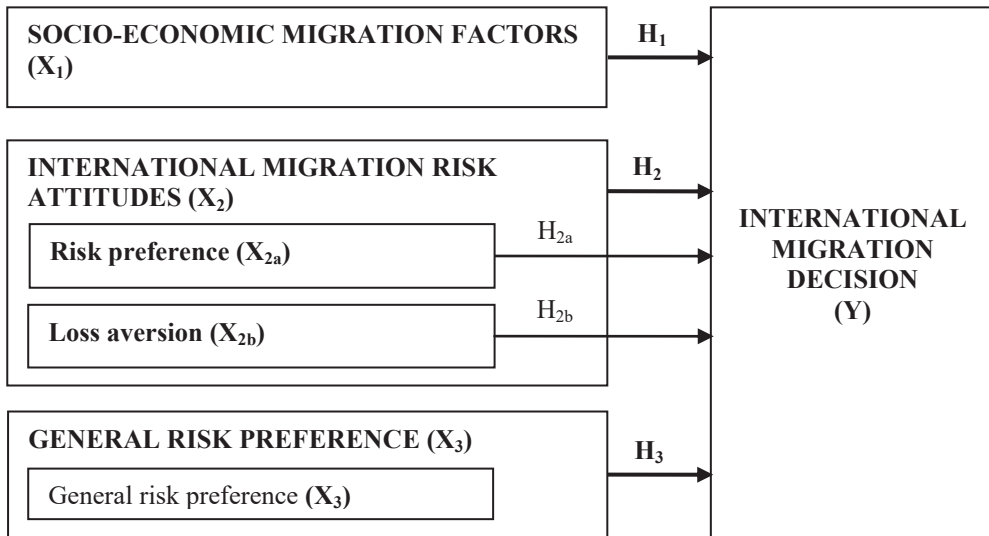 SOCIO-ECONOMIC MIGRATION FACTORS
(X₁)
H₁
INTERNATIONAL MIGRATION RISK
ATTITUDES (X₂)
H₂
Risk preference (X₂ₐ)
H₂ₐ
Loss aversion (X₂b)
H₂b
GENERAL RISK PREFERENCE (X₃)
H₃
General risk preference (X₃)
INTERNATIONAL
MIGRATION
DECISION
(Y)